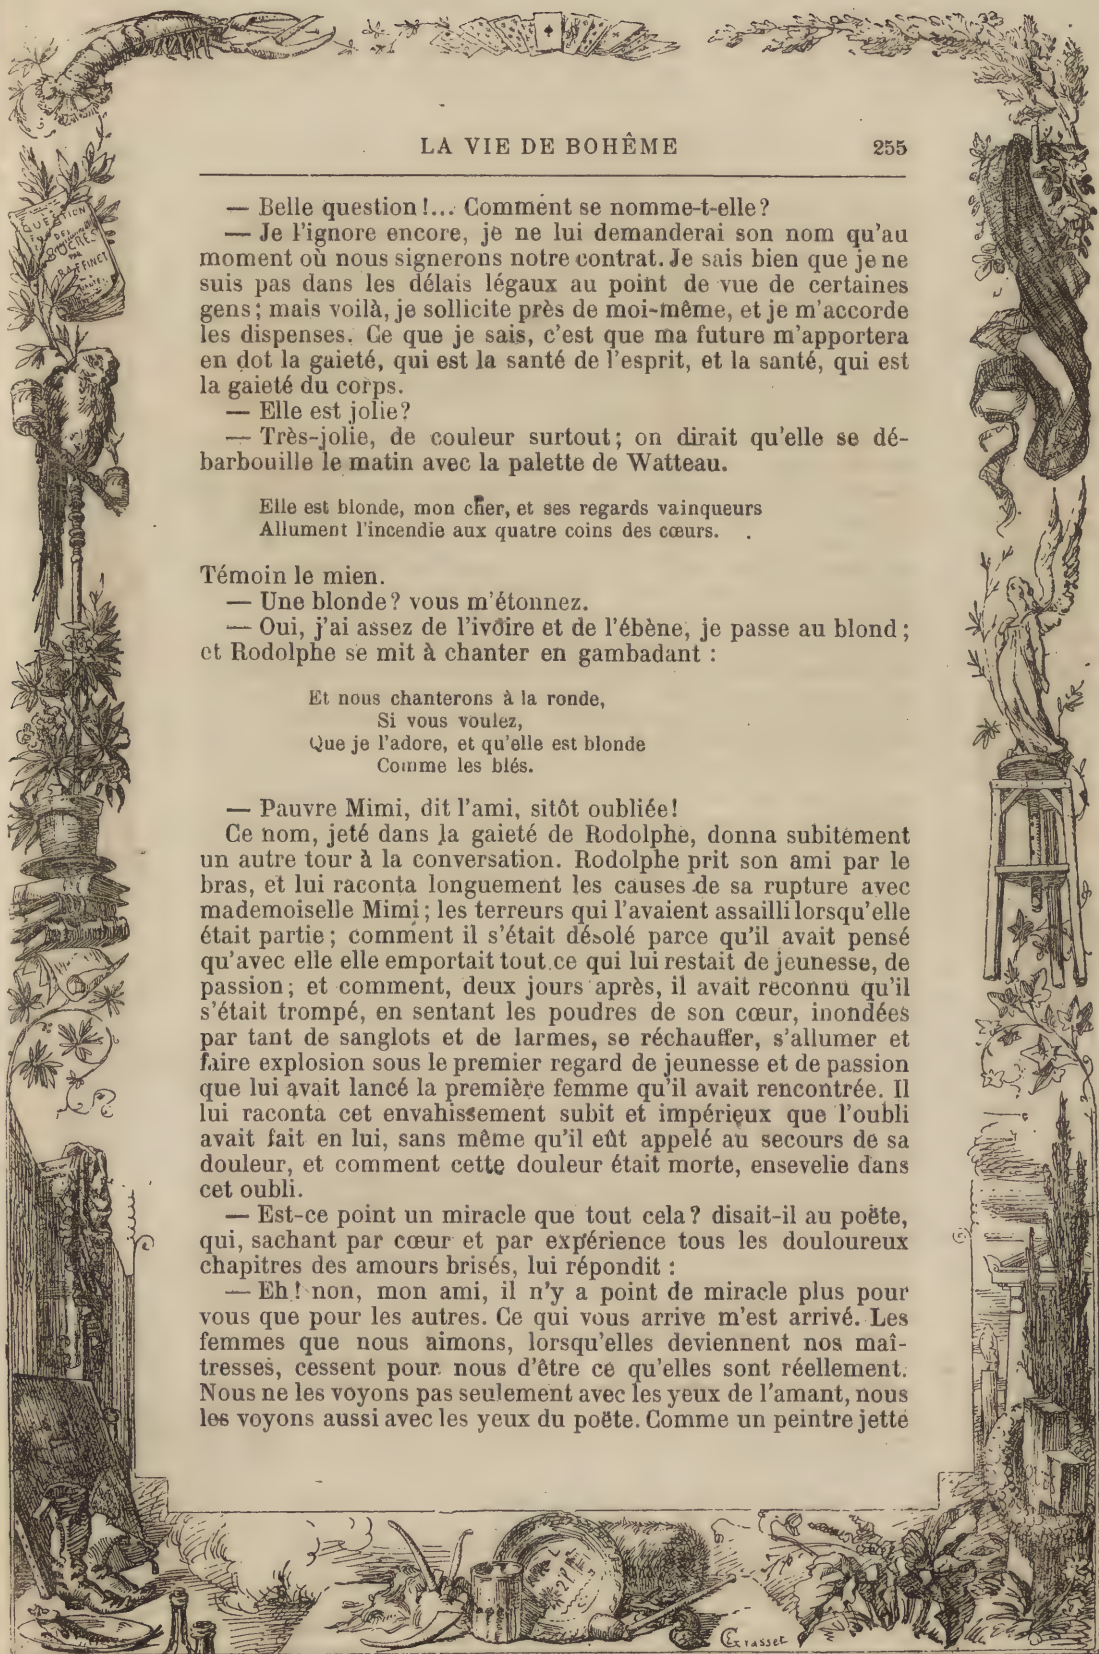 LA VIE DE BOHÊME 255
— Belle question!... Comment se nomme-t-elle?
— Je l'ignore encore, je ne lui demanderai son nom qu'au
moment où nous signerons notre contrat. Je sais bien que je ne
suis pas dans les délais légaux au point de vue de certaines
gens; mais voilà, je sollicite près de moi-même, et je m'accorde
les dispenses. Ce que je sais, c'est que ma future m'apportera
en dot la gaieté, qui est la santé de l'esprit, et la santé, qui est
la gaieté du corps.
— Elle est jolie?
— Très-jolie, de couleur surtout; on dirait qu'elle se dé-
barbouille le matin avec la palette de Watteau.
Elle est blonde, mon cher, et ses regards vainqueurs
Allument l'incendie aux quatre coins des cœurs.
Témoin le mien.
— Une blonde? vous m'étonnez.
— Oui, j'ai assez de l'ivoire et de l'ébène, je passe au blond;
et Rodolphe se mit à chanter en gambadant :
Et nous chanterons à la ronde,
Si vous voulez,
Que je l'adore, et qu'elle est blonde
Comme les blés.
— Pauvre Mimi, dit l'ami, sitôt oubliée!
Ce nom, jeté dans la gaieté de Rodolphe, donna subitement
un autre tour à la conversation. Rodolphe prit son ami par le
bras, et lui raconta longuement les causes de sa rupture avec
mademoiselle Mimi; les terreurs qui l'avaient assailli lorsqu'elle
était partie; comment il s'était désolé parce qu'il avait pensé
qu'avec elle elle emportait tout ce qui lui restait de jeunesse, de
passion; et comment, deux jours après, il avait reconnu qu'il
s'était trompé, en sentant les poudres de son cœur, inondées
par tant de sanglots et de larmes, se réchauffer, s'allumer et
faire explosion sous le premier regard de jeunesse et de passion
que lui avait lancé la première femme qu'il avait rencontrée. Il
lui raconta cet envahissement subit et impérieux que l'oubli
avait fait en lui, sans même qu'il eût appelé au secours de sa
douleur, et comment cette douleur était morte, ensevelie dans
cet oubli.
— Est-ce point un miracle que tout cela? disait-il au poëte,
qui, sachant par cœur et par expérience tous les douloureux
chapitres des amours brisés, lui répondit :
— Eh! non, mon ami, il n'y a point de miracle plus pour
vous que pour les autres. Ce qui vous arrive m'est arrivé. Les
femmes que nous aimons, lorsqu'elles deviennent nos maî-
tresses, cessent pour nous d'être ce qu'elles sont réellement.
Nous ne les voyons pas seulement avec les yeux de l'amant, nous
les voyons aussi avec les yeux du poëte. Comme un peintre jette
QUESTION
DES
SUCRES
PAR
RAFFINET
Grasset